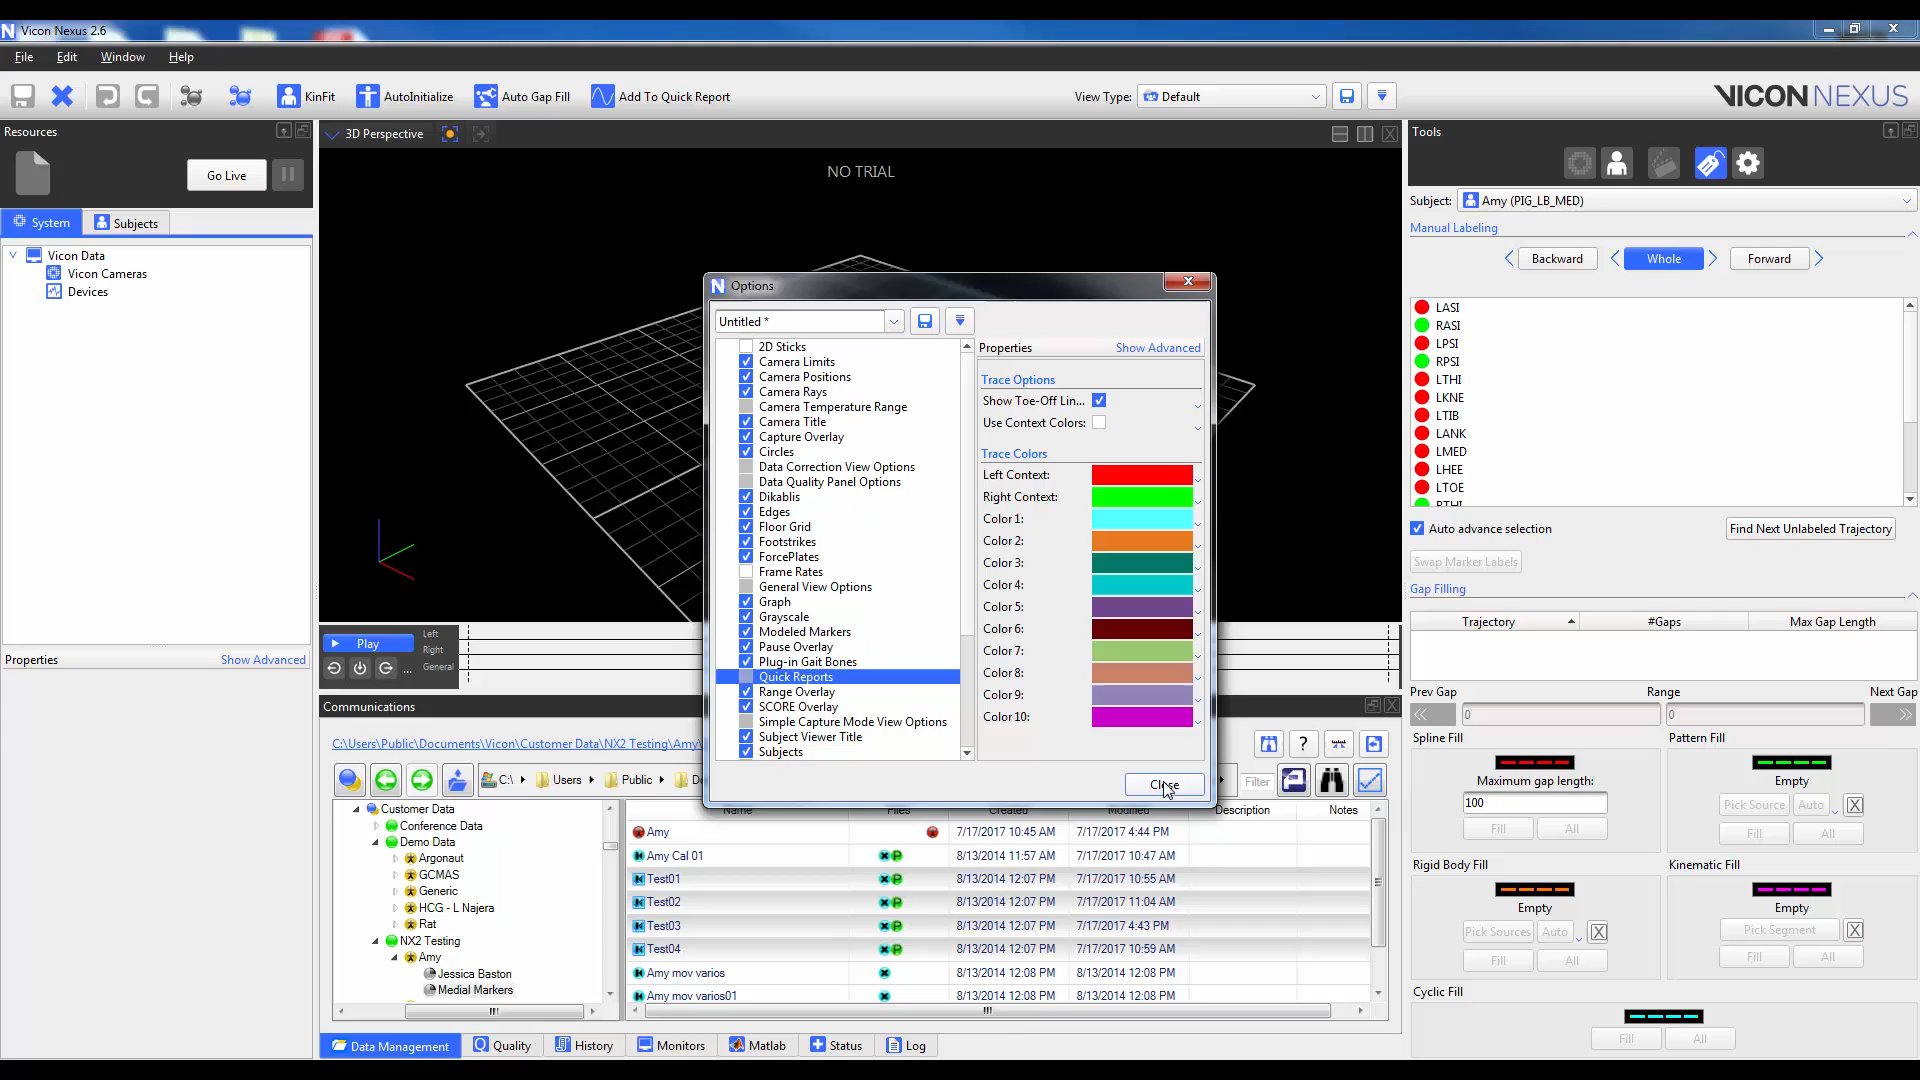 Vicon Nexus 2.6
File Edit Window Help
KinFit AutoInitialize Auto Gap Fill Add To Quick Report View Type: Default VICON NEXUS
Resources
Go Live
System Subjects
Vicon Data
Vicon Cameras
Devices
Properties Show Advanced
3D Perspective
NO TRIAL
Play
Left
Right
General
...
Options
Untitled *
2D Sticks
Camera Limits
Camera Positions
Camera Rays
Camera Temperature Range
Camera Title
Capture Overlay
Circles
Data Correction View Options
Data Quality Panel Options
Dikablis
Edges
Floor Grid
Footstrikes
ForcePlates
Frame Rates
General View Options
Graph
Grayscale
Modeled Markers
Pause Overlay
Plug-in Gait Bones
Quick Reports
Range Overlay
SCORE Overlay
Simple Capture Mode View Options
Subject Viewer Title
Subjects
Properties Show Advanced
Trace Options
Show Toe-Off Lin...
Use Context Colors:
Trace Colors
Left Context:
Right Context:
Color 1:
Color 2:
Color 3:
Color 4:
Color 5:
Color 6:
Color 7:
Color 8:
Color 9:
Color 10:
Close
Communications
C:\Users\Public\Documents\Vicon\Customer Data\NX2 Testing\Amy\
C:\ Users Public Filter
Customer Data
Conference Data
Demo Data
Argonaut
GCMAS
Generic
HCG - L Najera
Rat
NX2 Testing
Amy
Jessica Baston
Medial Markers
Name Files Created Modified Description Notes
Amy 7/17/2017 10:45 AM 7/17/2017 4:44 PM
Amy Cal 01 8/13/2014 11:57 AM 7/17/2017 10:47 AM
Test01 8/13/2014 12:07 PM 7/17/2017 10:55 AM
Test02 8/13/2014 12:07 PM 7/17/2017 11:04 AM
Test03 8/13/2014 12:07 PM 7/17/2017 4:43 PM
Test04 8/13/2014 12:07 PM 7/17/2017 10:59 AM
Amy mov varios 8/13/2014 12:08 PM 8/13/2014 12:08 PM
Amy mov varios01 8/13/2014 12:08 PM 8/13/2014 12:08 PM
Data Management Quality History Monitors Matlab Status Log
Tools
Subject: Amy (PIG_LB_MED)
Manual Labeling
Backward Whole Forward
LASI
RASI
LPSI
RPSI
LTHI
LKNE
LTIB
LANK
LMED
LHEE
LTOE
RTHI
Auto advance selection Find Next Unlabeled Trajectory
Swap Marker Labels
Gap Filling
Trajectory #Gaps Max Gap Length
Prev Gap Range Next Gap
0 0
Spline Fill Pattern Fill
Maximum gap length: Empty
100 Pick Source Auto X
Fill All Fill All
Rigid Body Fill Kinematic Fill
Empty Empty
Pick Sources Auto X Pick Segment X
Fill All Fill All
Cyclic Fill
Fill All